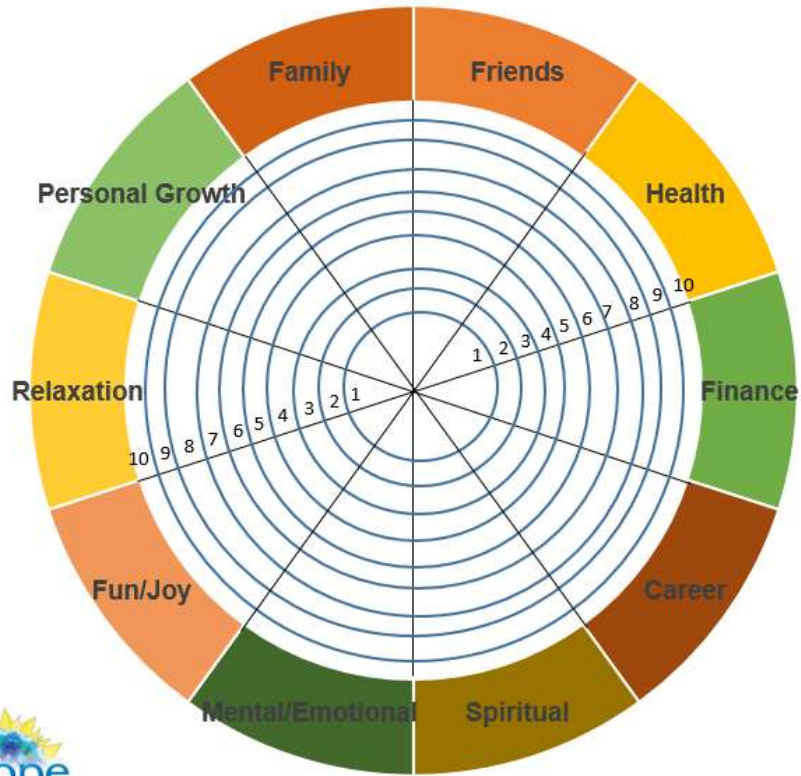 Family
Friends
Personal Growth
Health
10
9
8
7
6
5
4
3
2
1
Relaxation
Finance
1
2
3
4
5
6
7
8
9
10
Fun/Joy
Career
Mental/Emotional
Spiritual